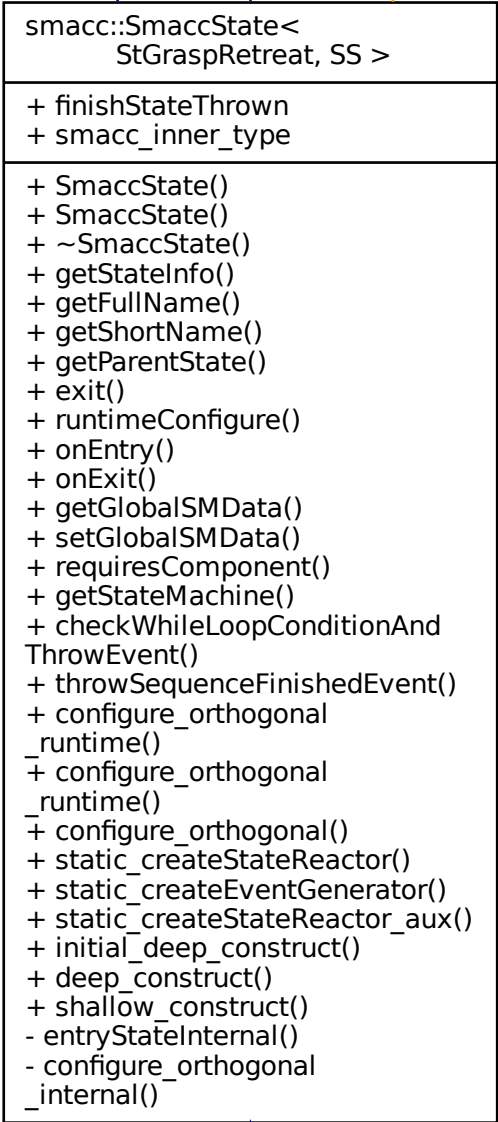 smacc::SmaccState<
StGraspRetreat, SS >
+ finishStateThrown
+ smacc_inner_type
+ SmaccState()
+ SmaccState()
+ ~SmaccState()
+ getStateInfo()
+ getFullName()
+ getShortName()
+ getParentState()
+ exit()
+ runtimeConfigure()
+ onEntry()
+ onExit()
+ getGlobalSMData()
+ setGlobalSMData()
+ requiresComponent()
+ getStateMachine()
+ checkWhileLoopConditionAnd
ThrowEvent()
+ throwSequenceFinishedEvent()
+ configure_orthogonal
_runtime()
+ configure_orthogonal
_runtime()
+ configure_orthogonal()
+ static_createStateReactor()
+ static_createEventGenerator()
+ static_createStateReactor_aux()
+ initial_deep_construct()
+ deep_construct()
+ shallow_construct()
- entryStateInternal()
- configure_orthogonal
_internal()